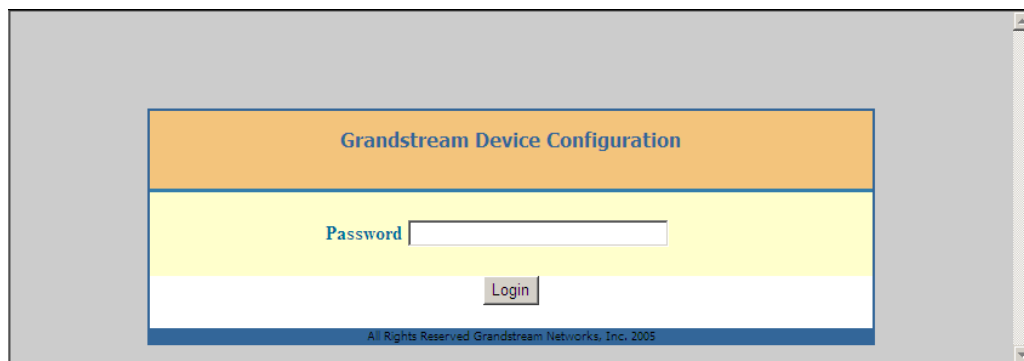 Grandstream Device Configuration
Password
Login
All Rights Reserved Grandstream Networks, Inc. 2005